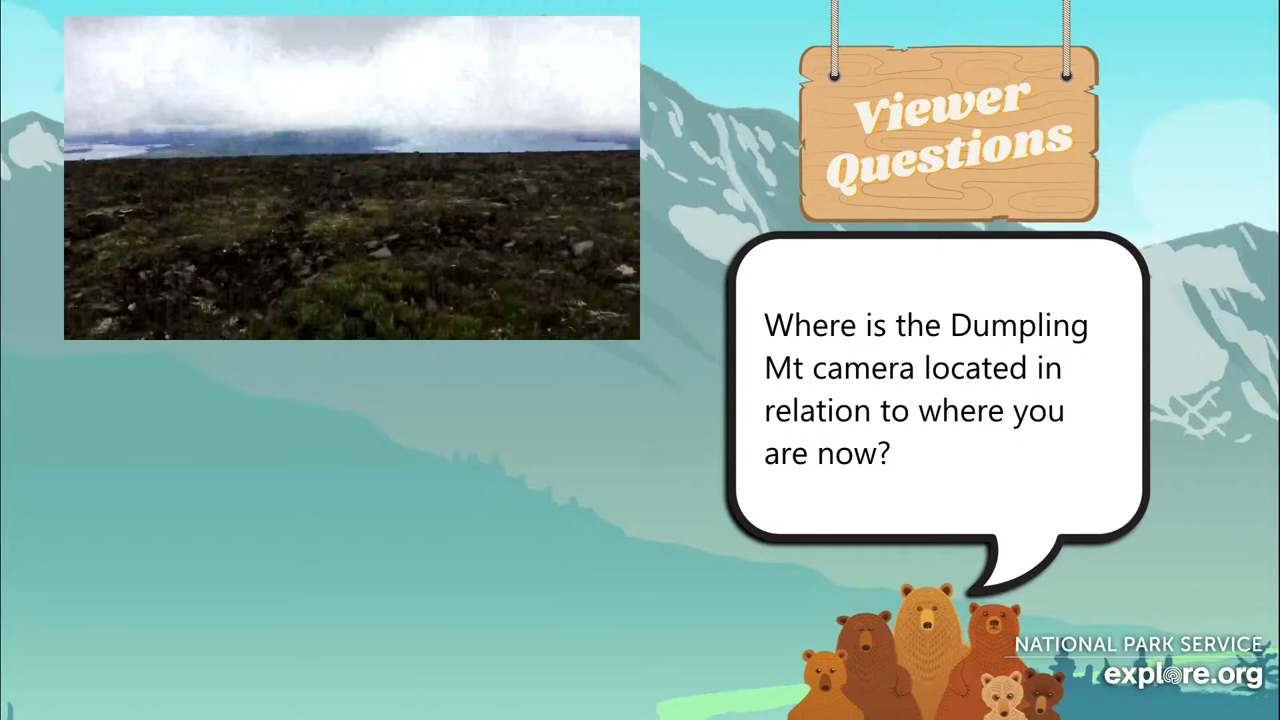 Viewer
Questions
Where is the Dumpling
Mt camera located in
relation to where you
are now?
NATIONAL PARK SERVICE
explore.org